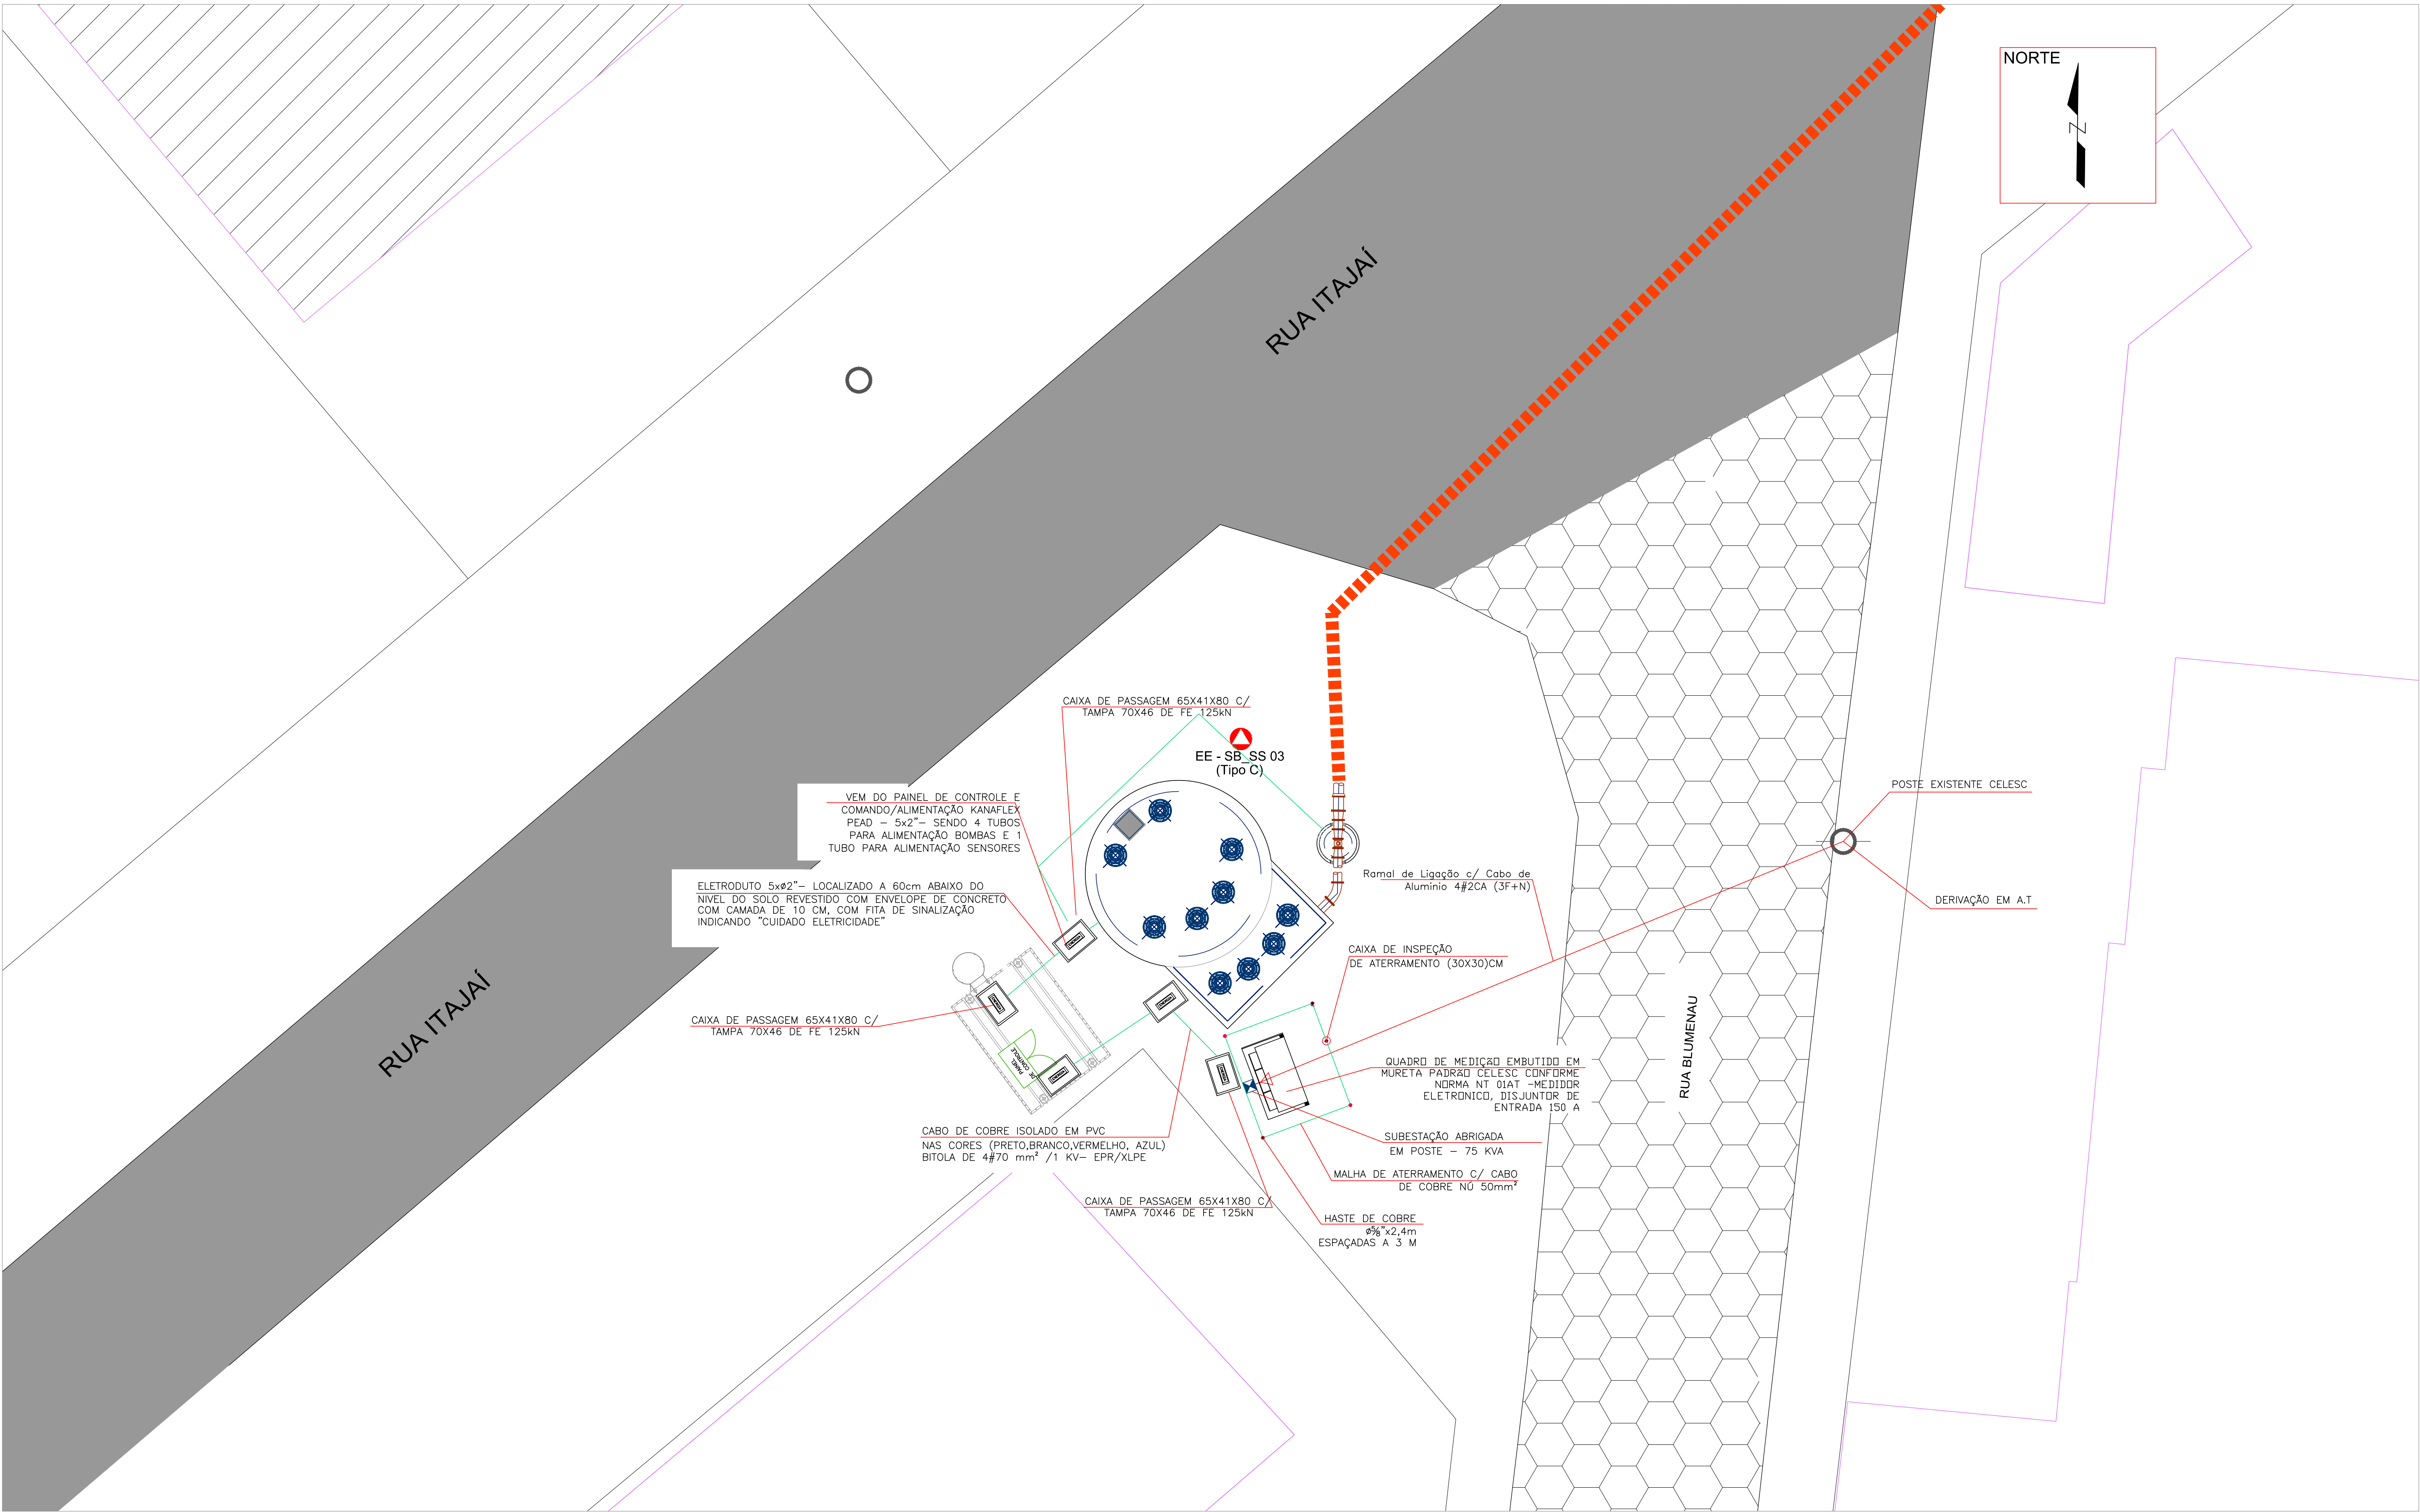 NORTE
RUA ITAJAÍ
CAIXA DE PASSAGEM 65X41X80 C/
TAMPA 70X46 DE FE 125kN
EE - SB_SS 03
(Tipo C)
VEM DO PAINEL DE CONTROLE E
COMANDO/ALIMENTAÇÃO KANAFLEX
PEAD - 5x2"- SENDO 4 TUBOS
PARA ALIMENTAÇÃO BOMBAS E 1
TUBO PARA ALIMENTAÇÃO SENSORES
POSTE EXISTENTE CELESC
ELETRODUTO 5xø2"- LOCALIZADO A 60cm ABAIXO DO
NIVEL DO SOLO REVESTIDO COM ENVELOPE DE CONCRETO
COM CAMADA DE 10 CM, COM FITA DE SINALIZAÇÃO
INDICANDO "CUIDADO ELETRICIDADE"
Ramal de Ligação c/ Cabo de
Aluminio 4#2CA (3F+N)
DERIVAÇÃO EM A.T
CAIXA DE INSPEÇÃO
DE ATERRAMENTO (30X30)CM
RUA ITAJAÍ
CAIXA DE PASSAGEM 65X41X80 C/
TAMPA 70X46 DE FE 125kN
PAINEL
DE CONTROLE
RUA BLUMENAU
QUADRO DE MEDIÇÃO EMBUTIDO EM
MURETA PADRÃO CELESC CONFORME
NORMA NT 01AT -MEDIDOR
ELETRONICO, DISJUNTOR DE
ENTRADA 150 A
CABO DE COBRE ISOLADO EM PVC
NAS CORES (PRETO,BRANCO,VERMELHO, AZUL)
BITOLA DE 4#70 mm² /1 KV- EPR/XLPE
SUBESTAÇÃO ABRIGADA
EM POSTE - 75 KVA
MALHA DE ATERRAMENTO C/ CABO
DE COBRE NÚ 50mm²
CAIXA DE PASSAGEM 65X41X80 C/
TAMPA 70X46 DE FE 125kN
HASTE DE COBRE
ø⅝"x2,4m
ESPAÇADAS A 3 M